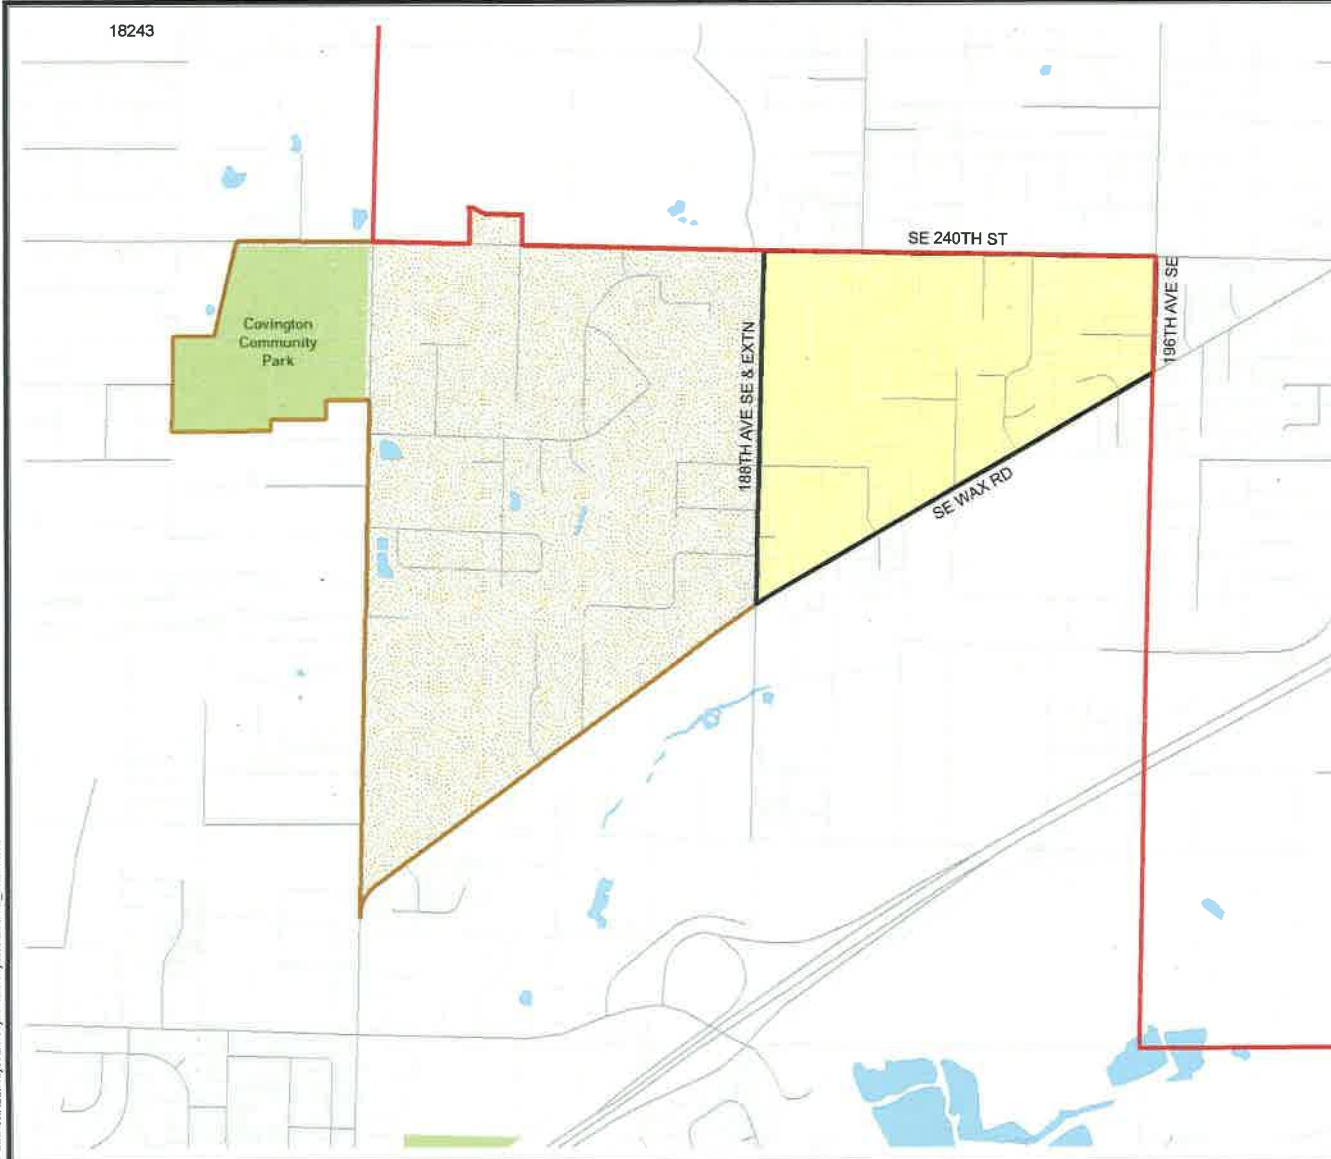 18243
SE 240TH ST
196TH AVE SE
Covington
Community
Park
188TH AVE SE & EXTN
SE WAX RD